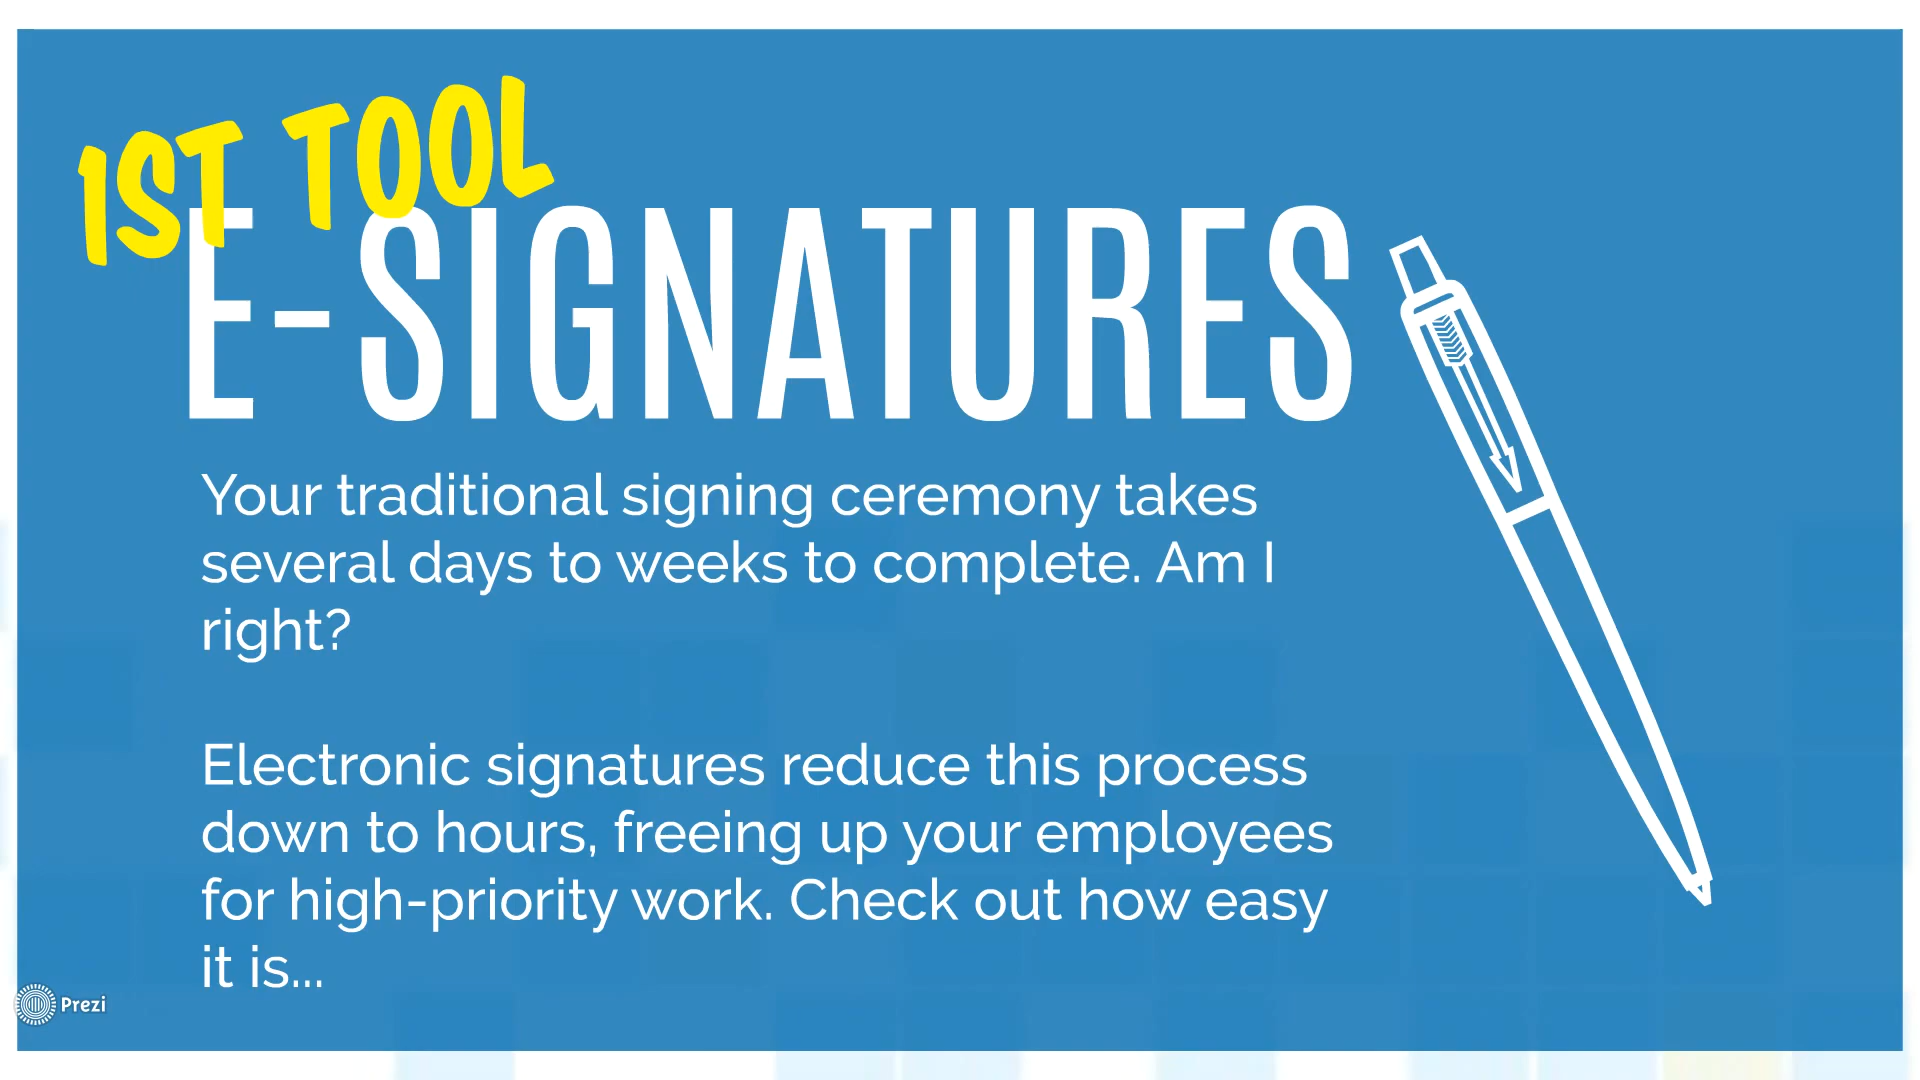 1ST TOOL
E-SIGNATURES
Your traditional signing ceremony takes
several days to weeks to complete. Am I
right?
Electronic signatures reduce this process
down to hours, freeing up your employees
for high-priority work. Check out how easy
it is...
Prezi